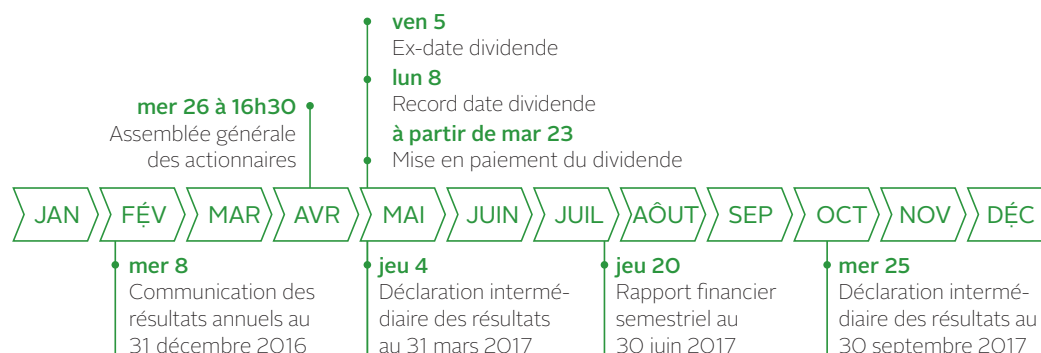 ven 5
Ex-date dividende
lun 8
Record date dividende
à partir de mar 23
Mise en paiement du dividende
mer 26 à 16h30
Assemblée générale
des actionnaires
JAN FÉV MAR AVR MAI JUIN JUIL AÔUT SEP OCT NOV DÉC
mer 8
Communication des
résultats annuels au
31 décembre 2016
jeu 4
Déclaration intermé-
diaire des résultats
au 31 mars 2017
jeu 20
Rapport financier
semestriel au
30 juin 2017
mer 25
Déclaration intermé-
diaire des résultats au
30 septembre 2017